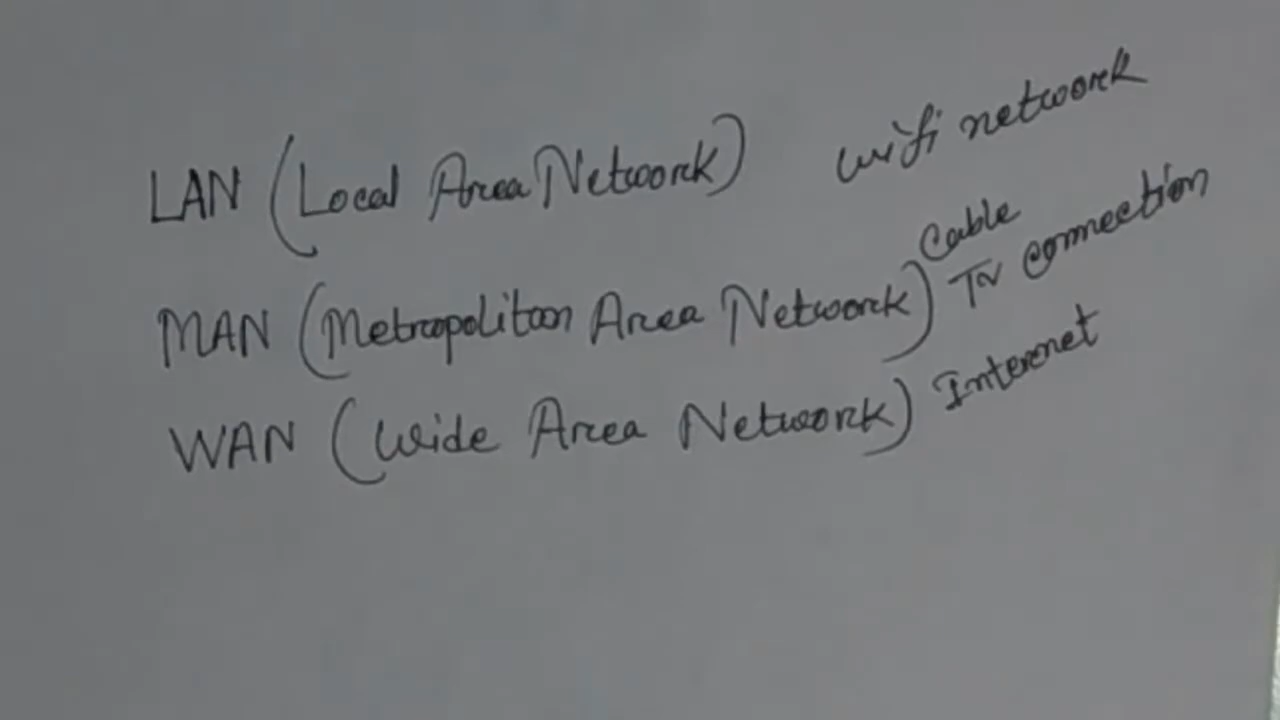 LAN (Local Area Network) wifi network
MAN (Metropolitan Area Network) Cable TV connection
WAN (Wide Area Network) Internet